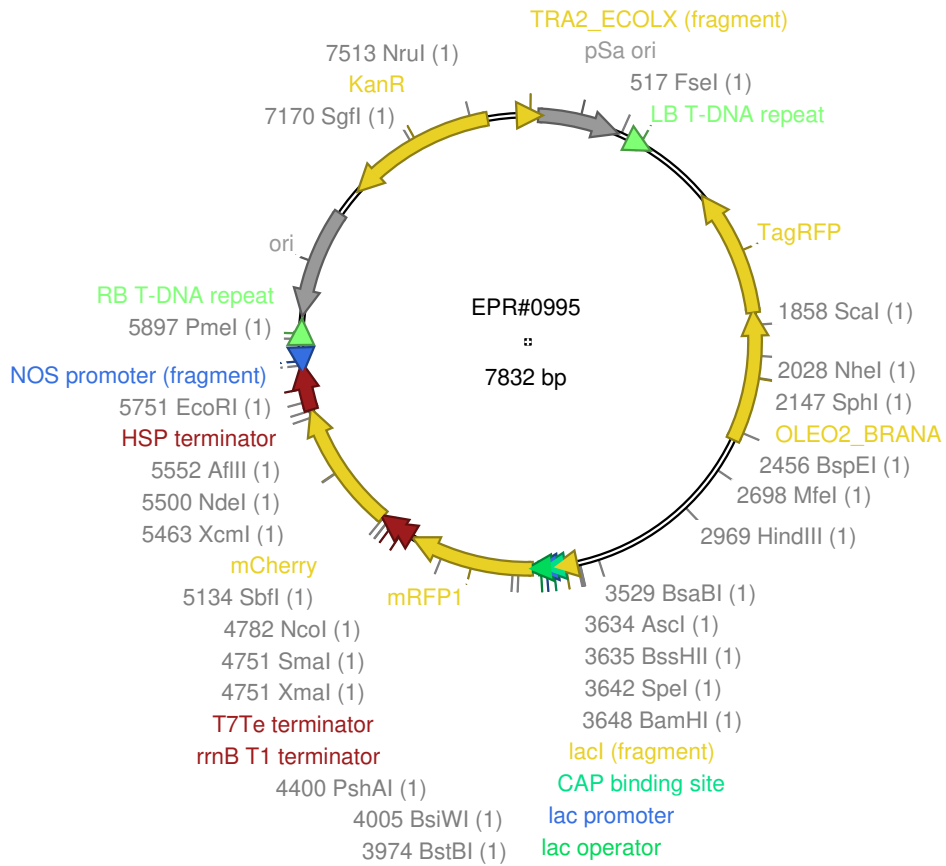 TRA2_ECOLX (fragment)
pSa ori
7513 NruI (1)
517 FseI (1)
KanR
7170 SgfI (1)
LB T-DNA repeat
TagRFP
ori
RB T-DNA repeat
5897 PmeI (1)
EPR#0995
7832 bp
1858 ScaI (1)
NOS promoter (fragment)
2028 NheI (1)
5751 EcoRI (1)
2147 SphI (1)
HSP terminator
OLEO2_BRANA
5552 AflII (1)
2456 BspEI (1)
5500 NdeI (1)
2698 MfeI (1)
5463 XcmI (1)
2969 HindIII (1)
mCherry
5134 SbfI (1)
mRFP1
3529 BsaBI (1)
4782 NcoI (1)
3634 AscI (1)
4751 SmaI (1)
3635 BssHII (1)
4751 XmaI (1)
3642 SpeI (1)
T7Te terminator
3648 BamHI (1)
rrnB T1 terminator
lacI (fragment)
4400 PshAI (1)
CAP binding site
4005 BsiWI (1)
lac promoter
3974 BstBI (1)
lac operator